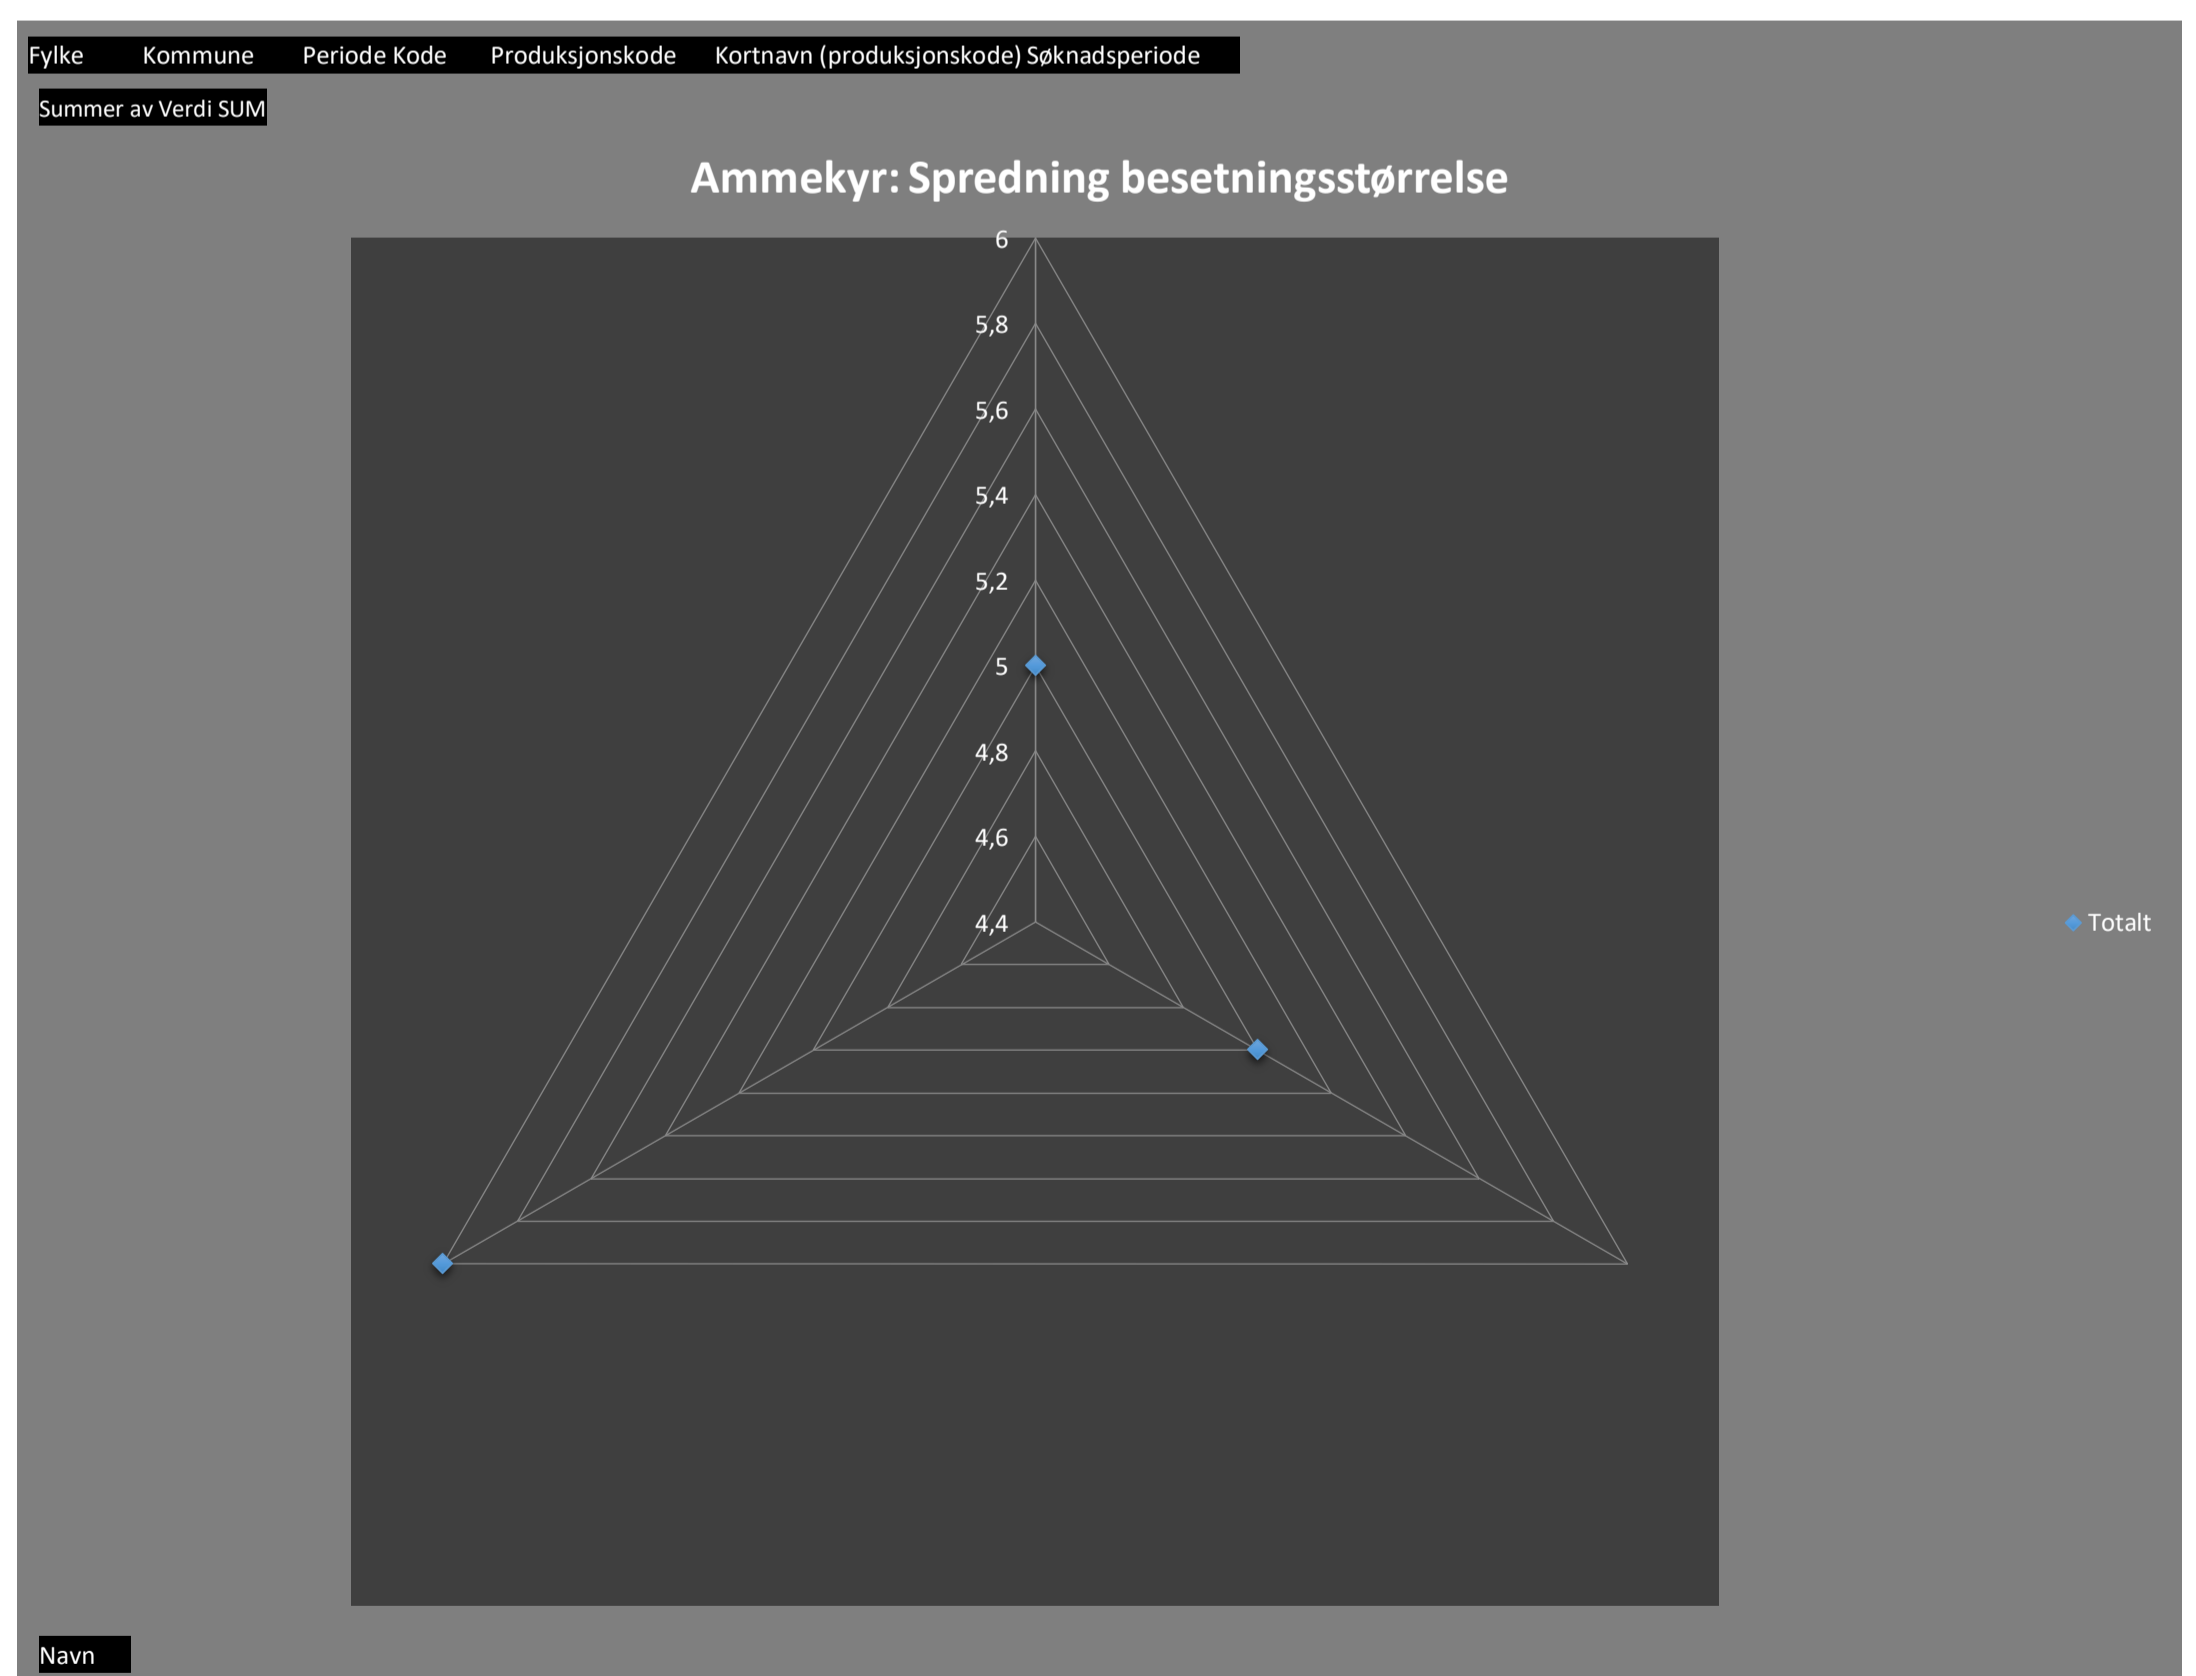 Fylke Kommune Periode Kode Produksjonskode Kortnavn (produksjonskode) Søknadsperiode
Summer av Verdi SUM
Ammekyr: Spredning besetningsstørrelse
6
5,8
5,6
5,4
5,2
5
4,8
4,6
4,4
Totalt
Navn